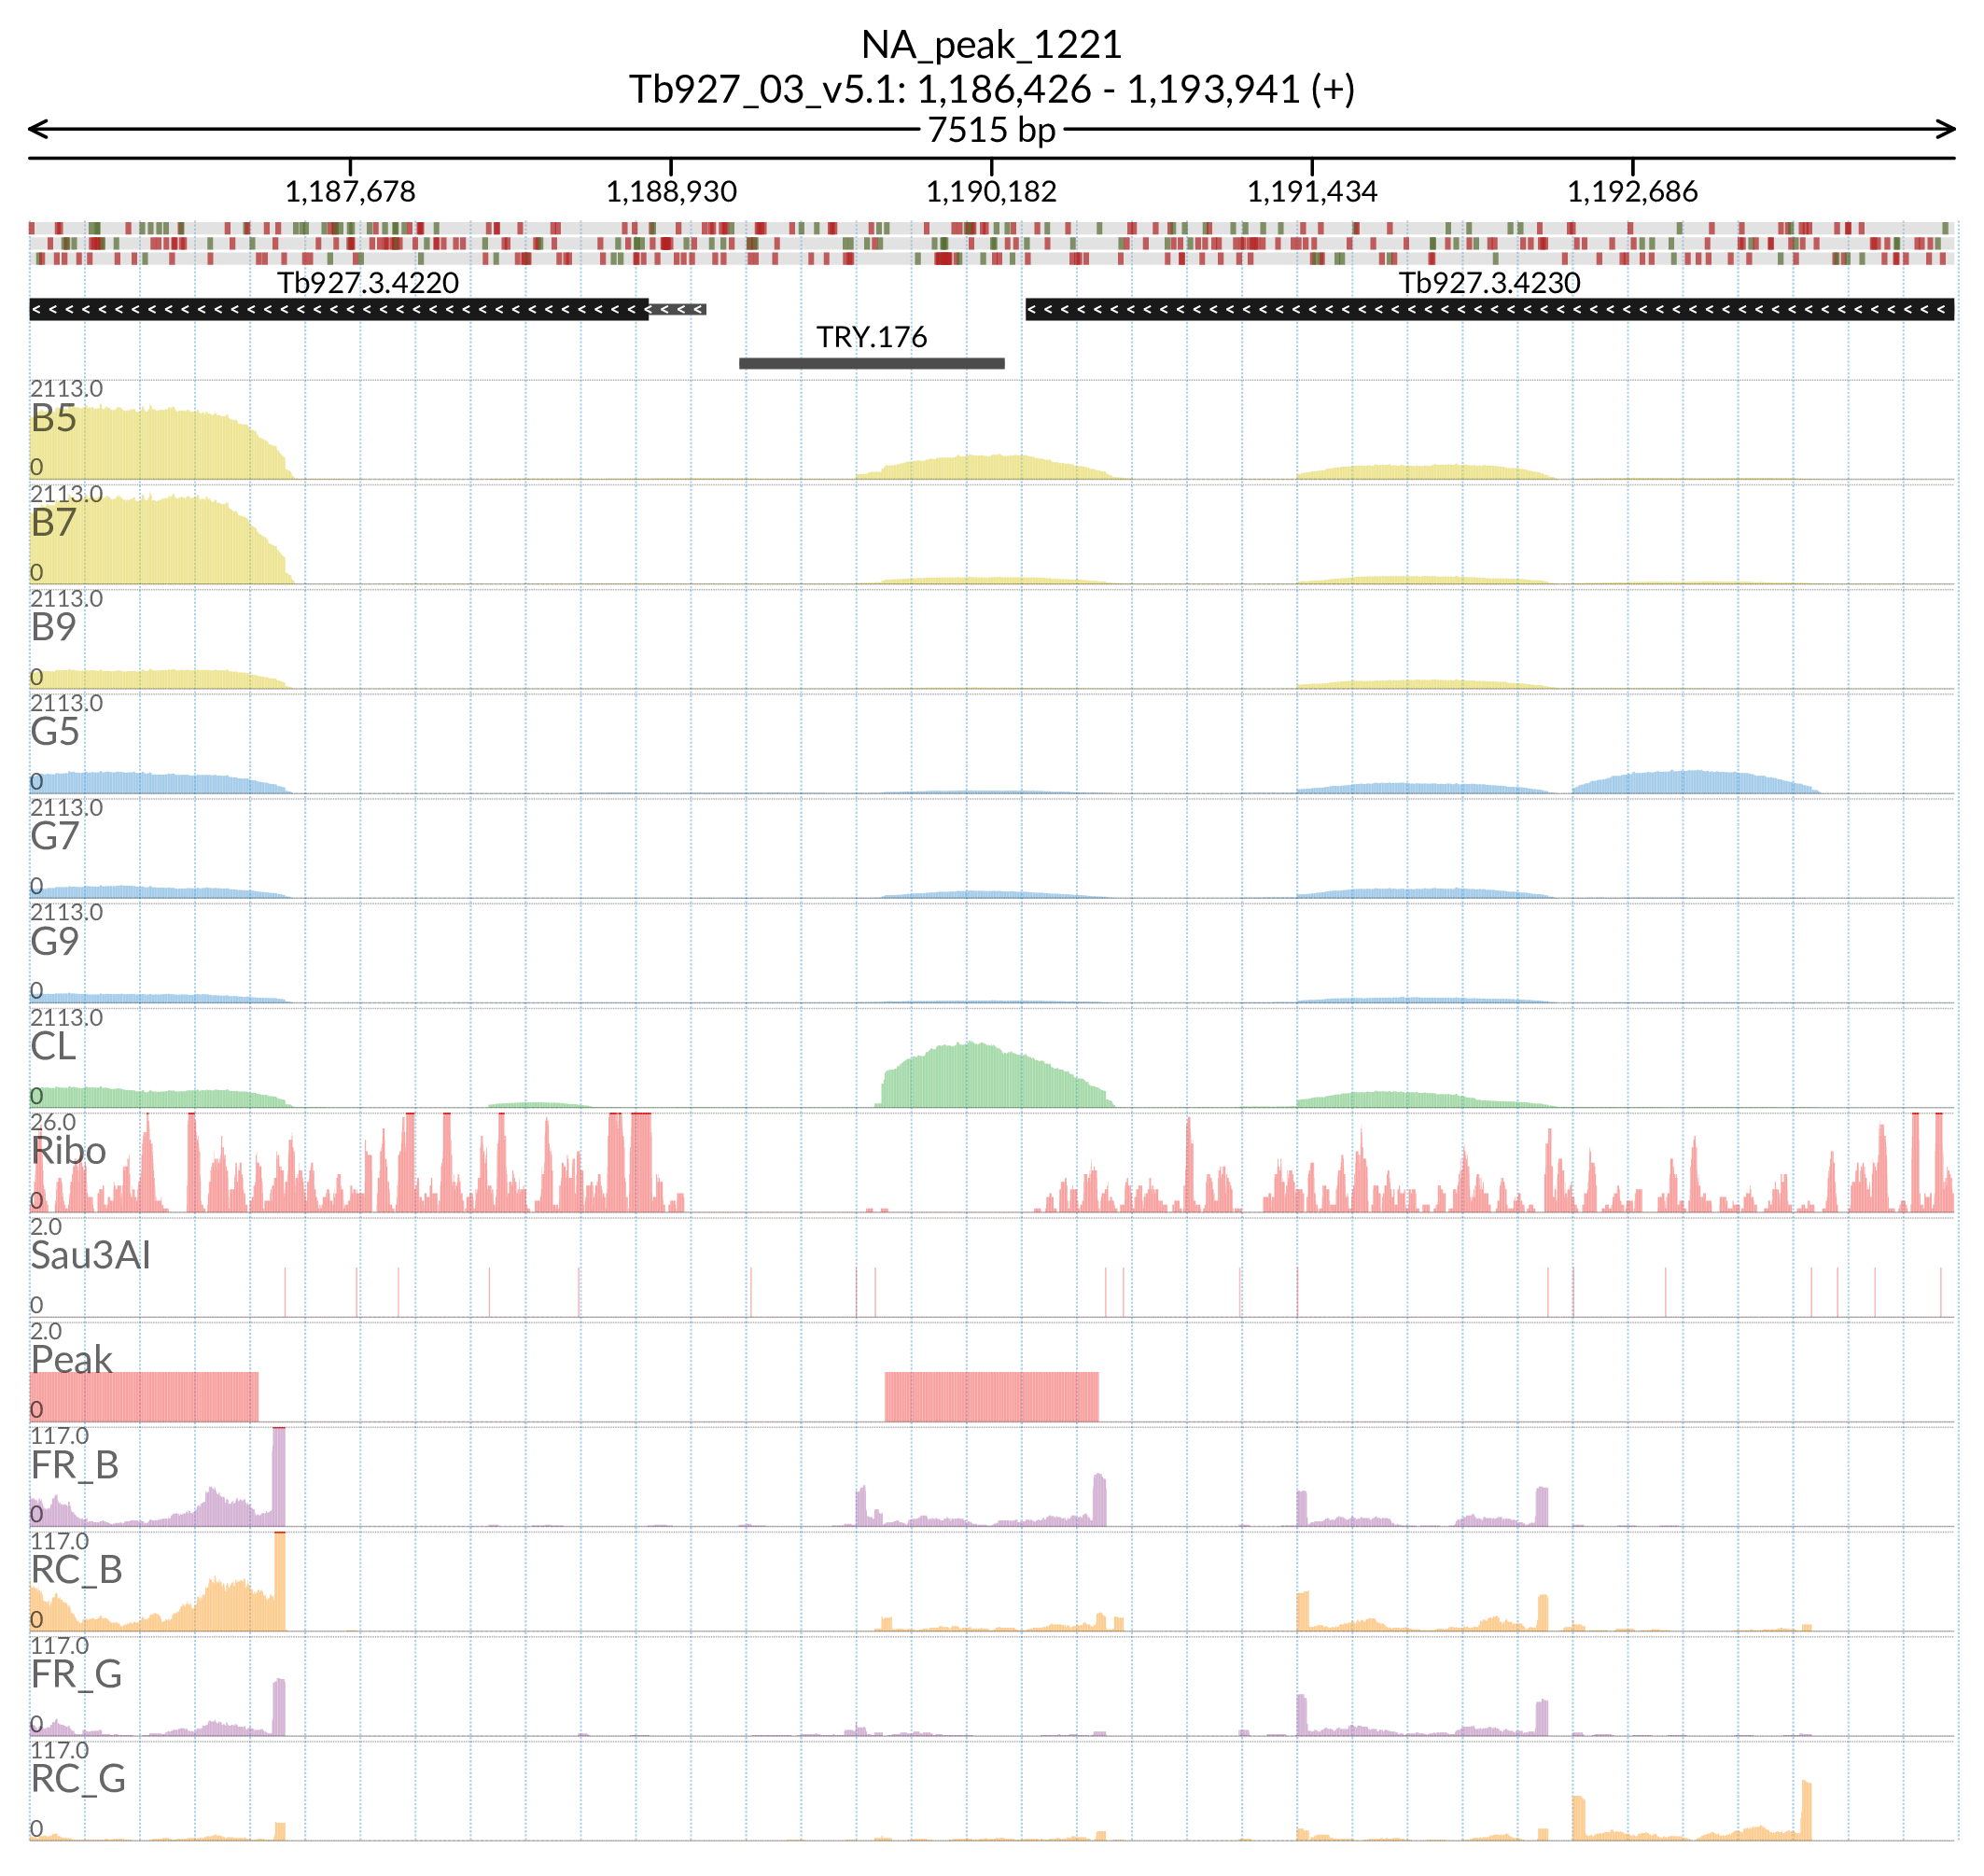 NA_peak_1221
Tb927_03_v5.1: 1,186,426 - 1,193,941 (+)
7515 bp
1,187,678 1,188,930 1,190,182 1,191,434 1,192,686
Tb927.3.4220 Tb927.3.4230
TRY.176
2113.0
B5
0
2113.0
B7
0
2113.0
B9
0
2113.0
G5
0
2113.0
G7
0
2113.0
G9
0
2113.0
CL
0
26.0
Ribo
0
2.0
Sau3AI
0
2.0
Peak
0
117.0
FR_B
0
117.0
RC_B
0
117.0
FR_G
0
117.0
RC_G
0